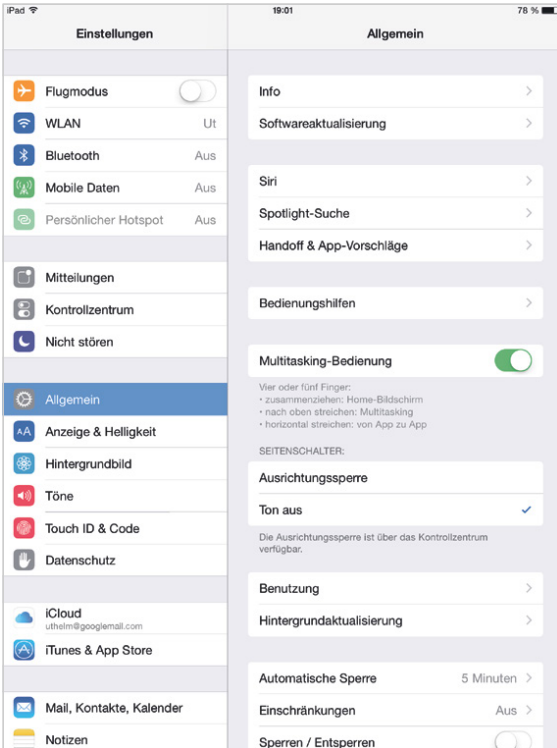 iPad
19:01
78 %
Einstellungen
Flugmodus
WLAN Ut
Bluetooth Aus
Mobile Daten Aus
Persönlicher Hotspot Aus
Mitteilungen
Kontrollzentrum
Nicht stören
Allgemein
AA Anzeige & Helligkeit
Hintergrundbild
Töne
Touch ID & Code
Datenschutz
iCloud
uthelm@googlemail.com
iTunes & App Store
Mail, Kontakte, Kalender
Notizen
Allgemein
Info
Softwareaktualisierung
Siri
Spotlight-Suche
Handoff & App-Vorschläge
Bedienungshilfen
Multitasking-Bedienung
Vier oder fünf Finger:
• zusammenziehen: Home-Bildschirm
• nach oben streichen: Multitasking
• horizontal streichen: von App zu App
SEITENSCHALTER:
Ausrichtungssperre
Ton aus
Die Ausrichtungssperre ist über das Kontrollzentrum
verfügbar.
Benutzung
Hintergrundaktualisierung
Automatische Sperre 5 Minuten
Einschränkungen Aus
Sperren / Entsperren